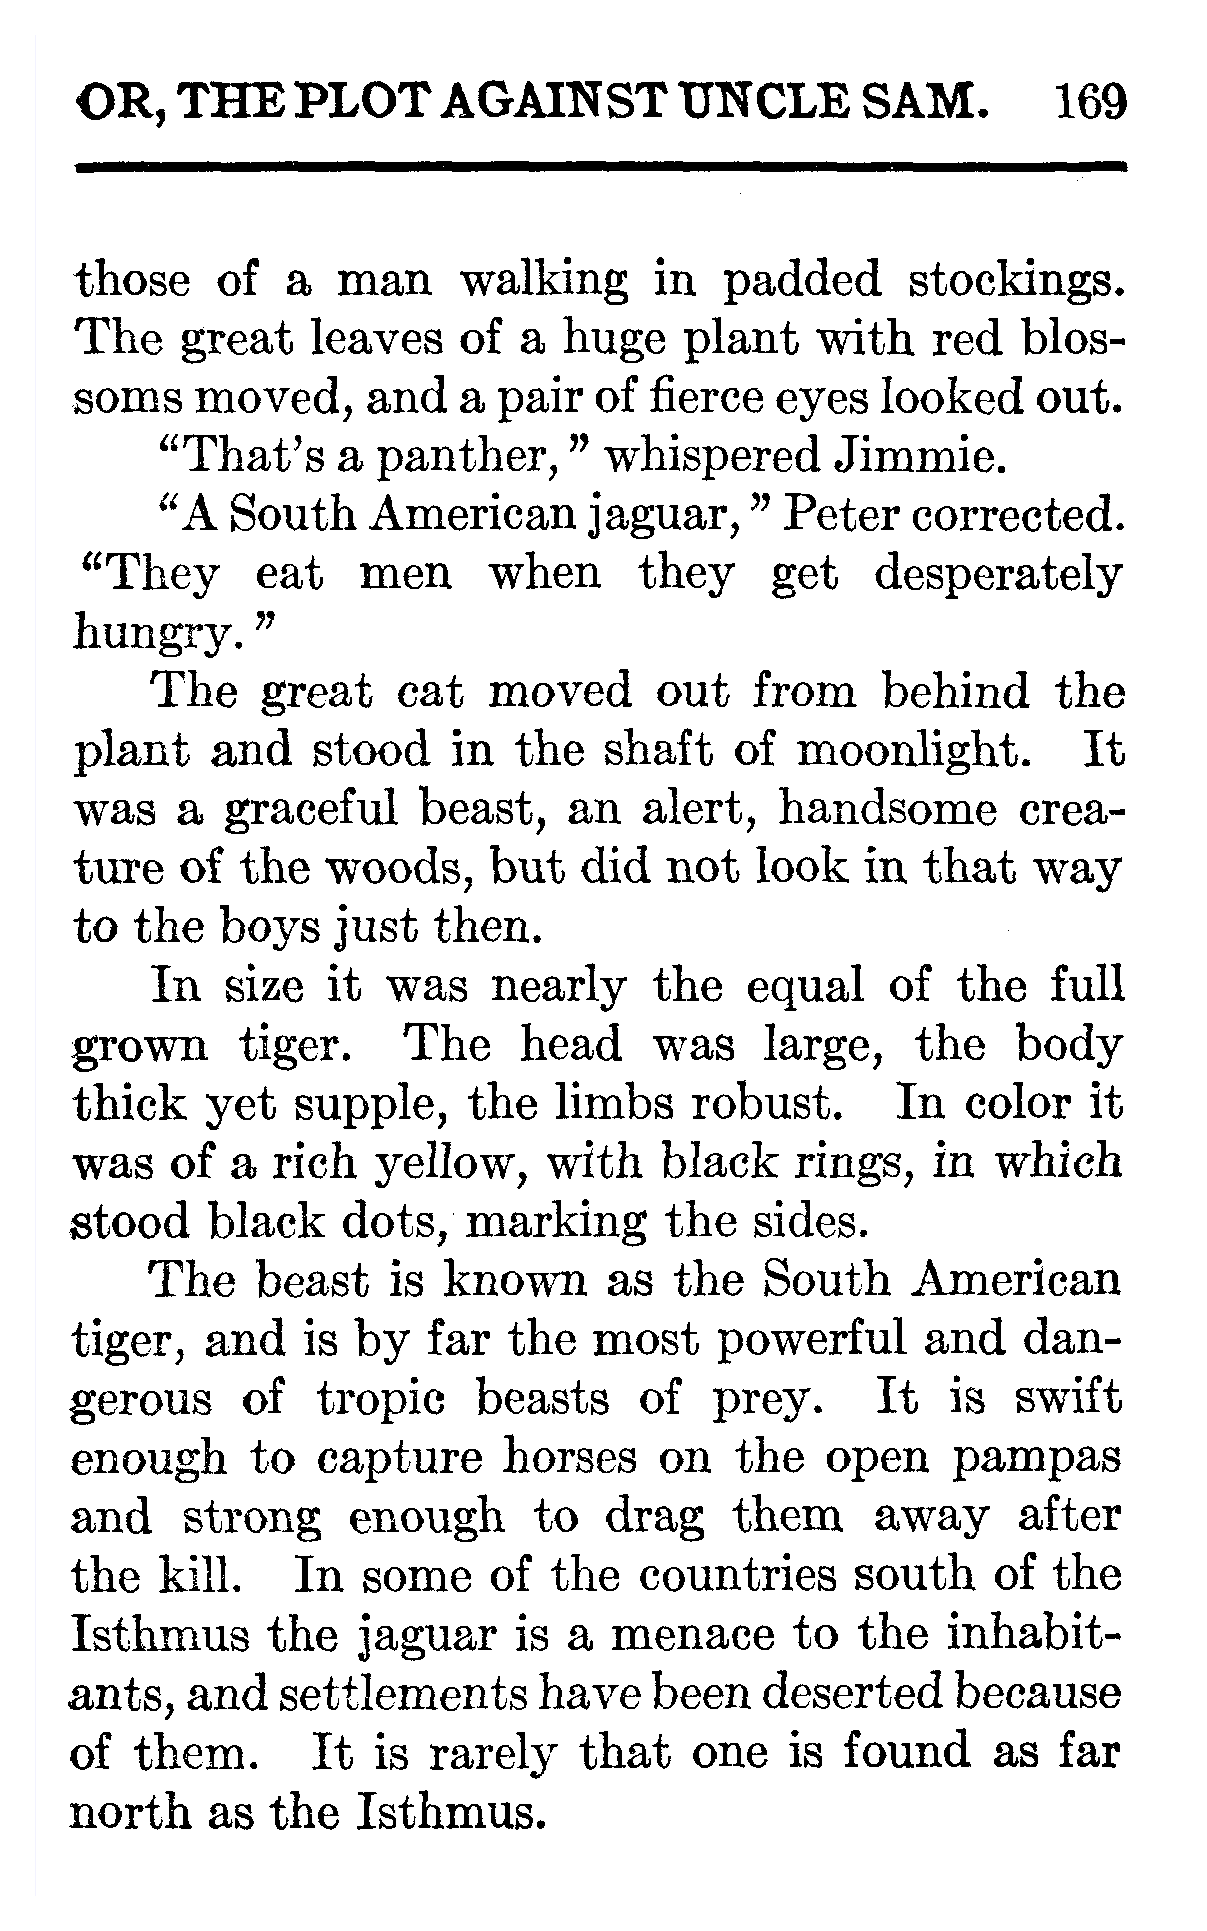 OR, THE PLOT AGAINST UNCLE SAM. 169
those of a man walking in padded stockings.
The great leaves of a huge plant with red blos-
soms moved, and a pair of fierce eyes looked out.
“That’s a panther,” whispered Jimmie.
“A South American jaguar,” Peter corrected.
“They eat men when they get desperately
hungry.”
The great cat moved out from behind the
plant and stood in the shaft of moonlight. It
was a graceful beast, an alert, handsome crea-
ture of the woods, but did not look in that way
to the boys just then.
In size it was nearly the equal of the full
grown tiger. The head was large, the body
thick yet supple, the limbs robust. In color it
was of a rich yellow, with black rings, in which
stood black dots, marking the sides.
The beast is known as the South American
tiger, and is by far the most powerful and dan-
gerous of tropic beasts of prey. It is swift
enough to capture horses on the open pampas
and strong enough to drag them away after
the kill. In some of the countries south of the
Isthmus the jaguar is a menace to the inhabit-
ants, and settlements have been deserted because
of them. It is rarely that one is found as far
north as the Isthmus.